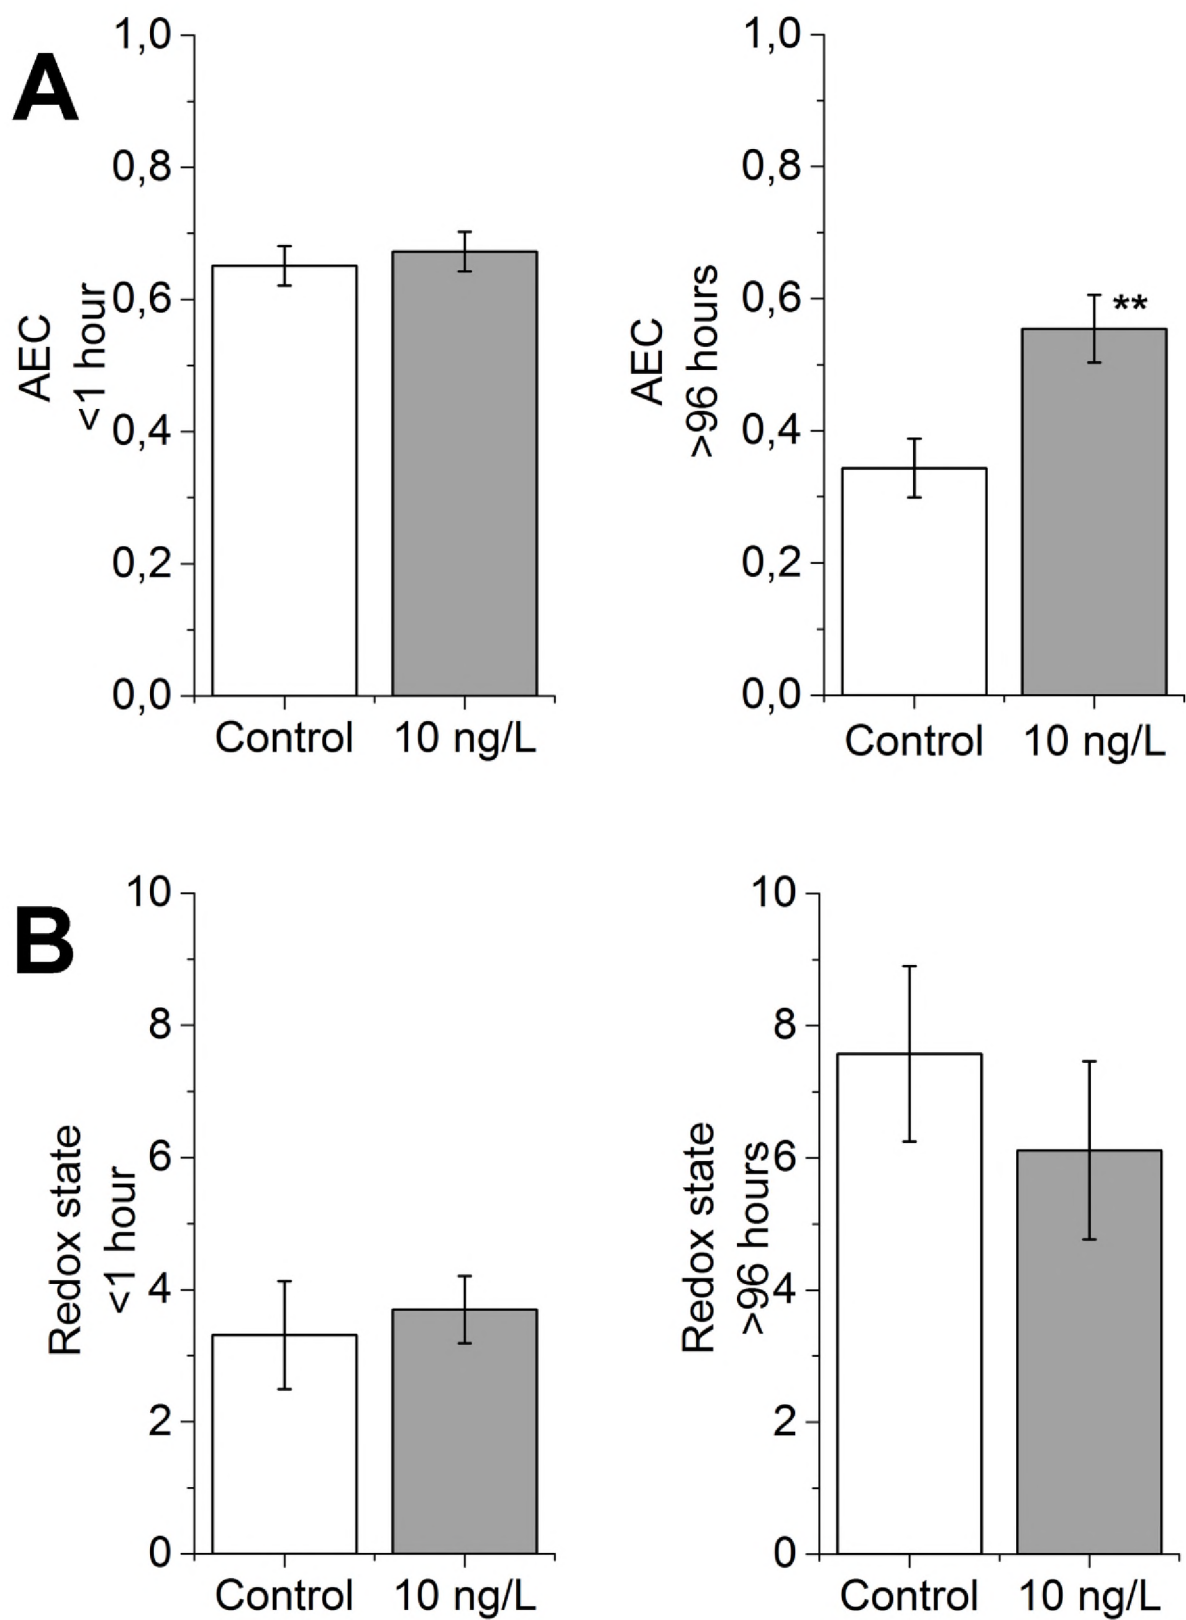 A
1,0
0,8
0,6
0,4
0,2
0,0
AEC
<1 hour
Control 10 ng/L
1,0
0,8
0,6
0,4
0,2
0,0
AEC
>96 hours
**
Control 10 ng/L
B
10
8
6
4
2
0
Redox state
<1 hour
Control 10 ng/L
10
8
6
4
2
0
Redox state
>96 hours
Control 10 ng/L